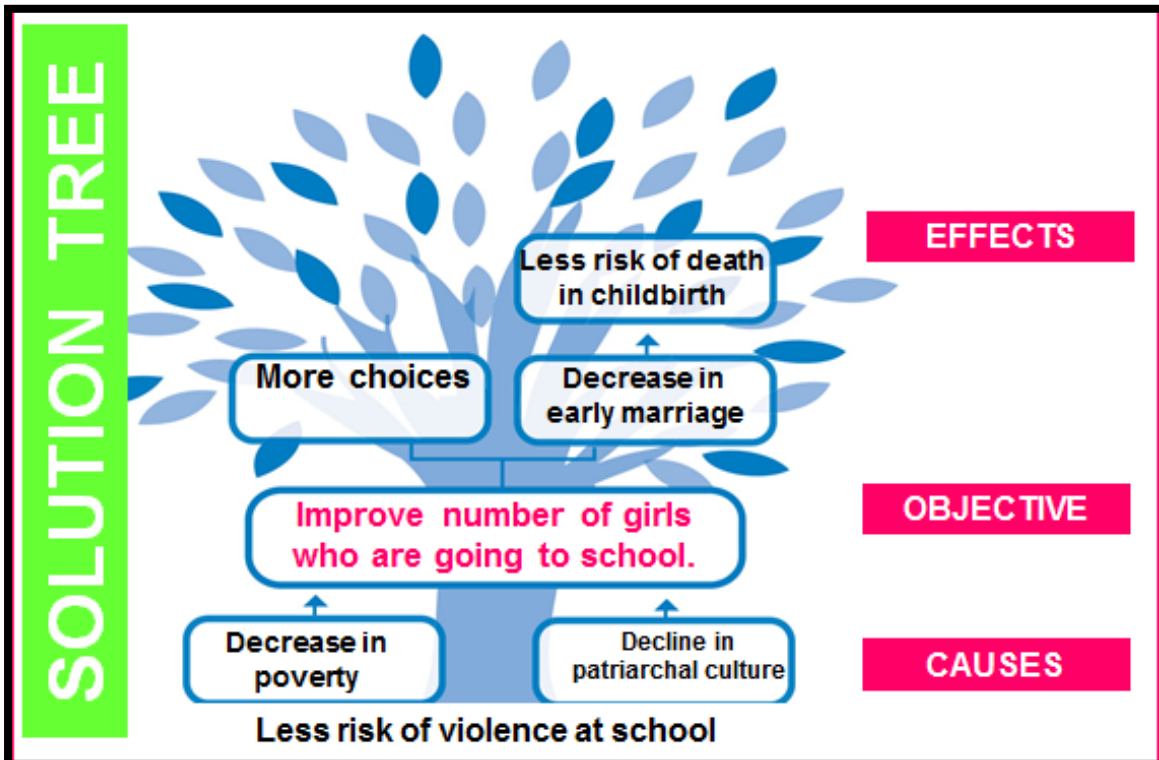 SOLUTION TREE
EFFECTS
Less risk of death
in childbirth
More choices
Decrease in
early marriage
OBJECTIVE
Improve number of girls
who are going to school.
Decrease in
poverty
Decline in
patriarchal culture
CAUSES
Less risk of violence at school